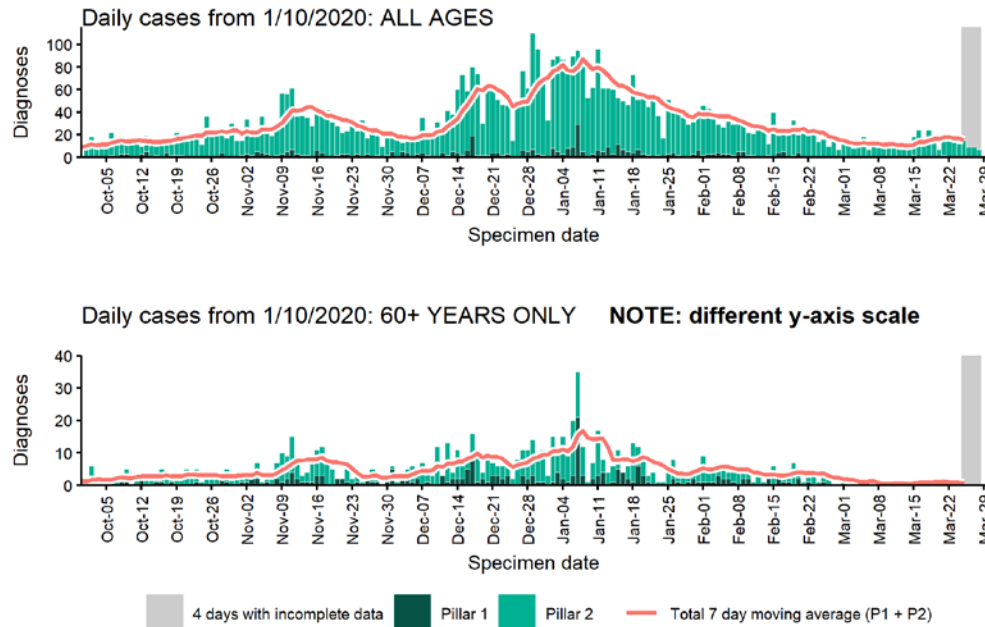 Daily cases from 1/10/2020: ALL AGES
Diagnoses
100
80
60
40
20
0
Oct-05 Oct-12 Oct-19 Oct-26 Nov-02 Nov-09 Nov-16 Nov-23 Nov-30 Dec-07 Dec-14 Dec-21 Dec-28 Jan-04 Jan-11 Jan-18 Jan-25 Feb-01 Feb-08 Feb-15 Feb-22 Mar-01 Mar-08 Mar-15 Mar-22 Mar-29
Specimen date
Daily cases from 1/10/2020: 60+ YEARS ONLY NOTE: different y-axis scale
Diagnoses
40
30
20
10
0
Oct-05 Oct-12 Oct-19 Oct-26 Nov-02 Nov-09 Nov-16 Nov-23 Nov-30 Dec-07 Dec-14 Dec-21 Dec-28 Jan-04 Jan-11 Jan-18 Jan-25 Feb-01 Feb-08 Feb-15 Feb-22 Mar-01 Mar-08 Mar-15 Mar-22 Mar-29
Specimen date
4 days with incomplete data Pillar 1 Pillar 2 Total 7 day moving average (P1 + P2)